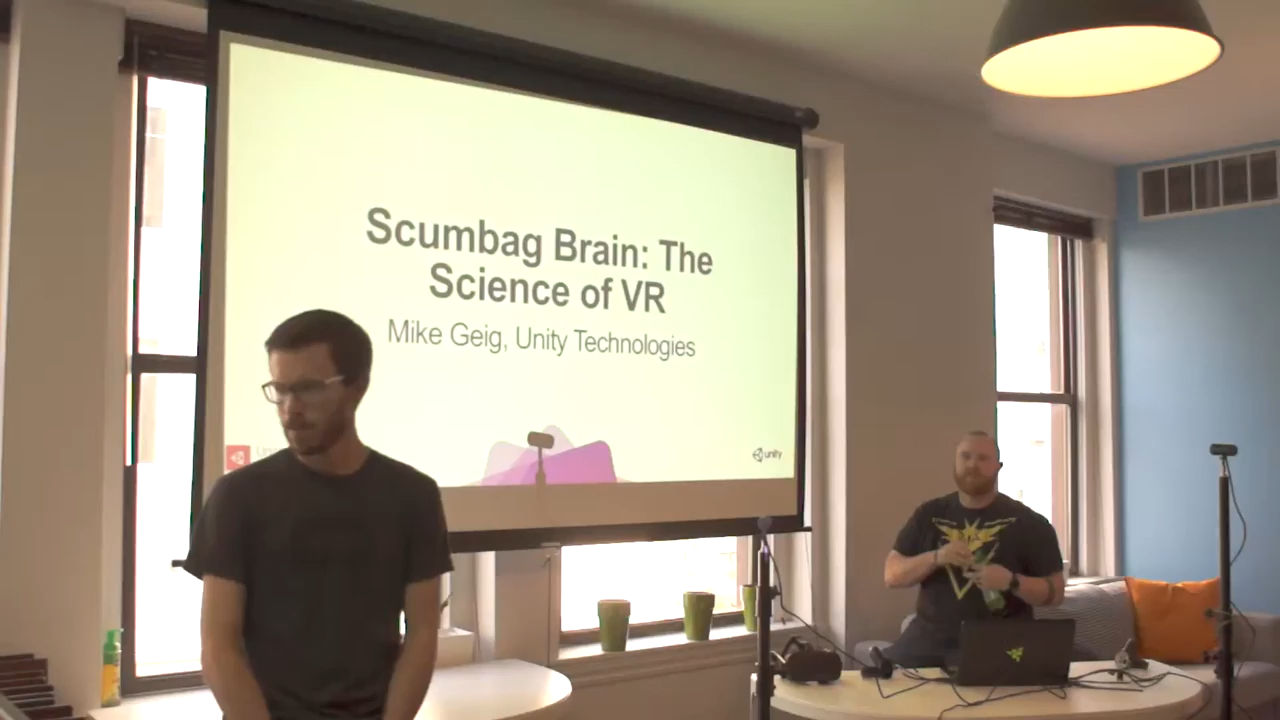 Scumbag Brain: The
Science of VR
Mike Geig, Unity Technologies
unity